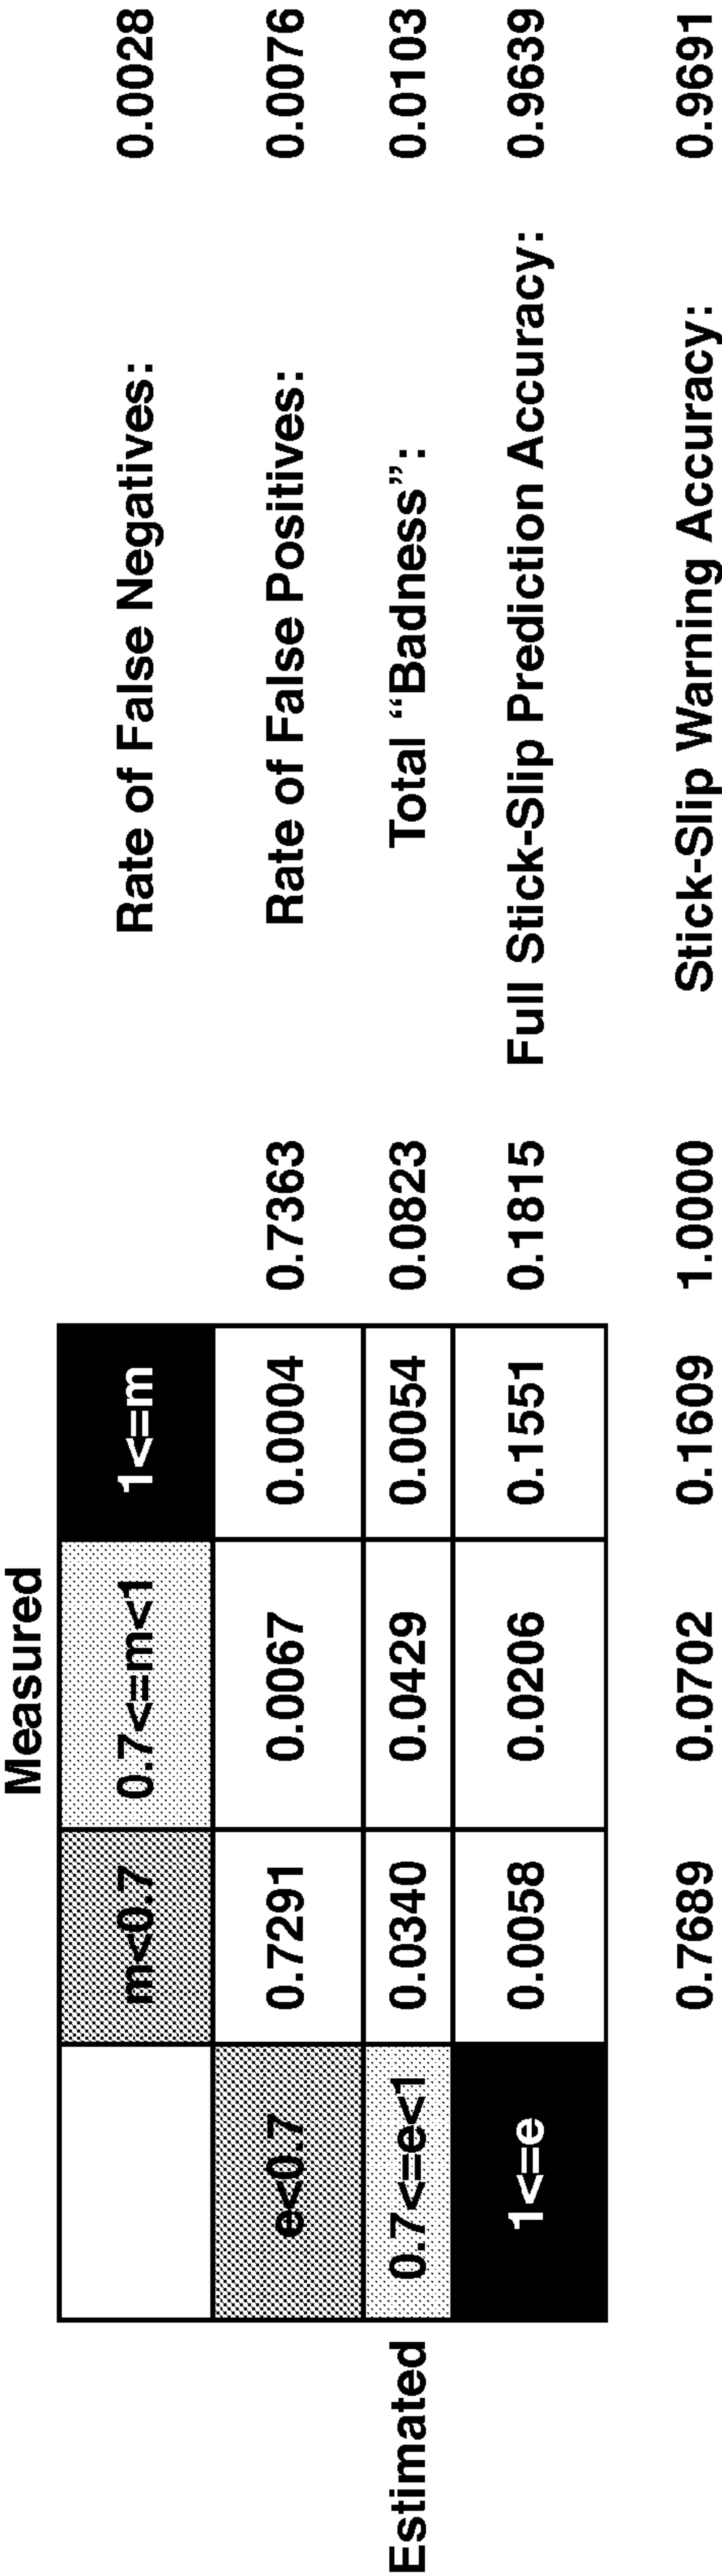 Measured
m<0.7 0.7<=m<1 1<=m Rate of False Negatives: 0.0028
e<0.7 0.7291 0.0067 0.0004 0.7363 Rate of False Positives: 0.0076
Estimated 0.7<=e<1 0.0340 0.0429 0.0054 0.0823 Total “Badness”: 0.0103
1<=e 0.0058 0.0206 0.1551 0.1815 Full Stick-Slip Prediction Accuracy: 0.9639
0.7689 0.0702 0.1609 1.0000 Stick-Slip Warning Accuracy: 0.9691